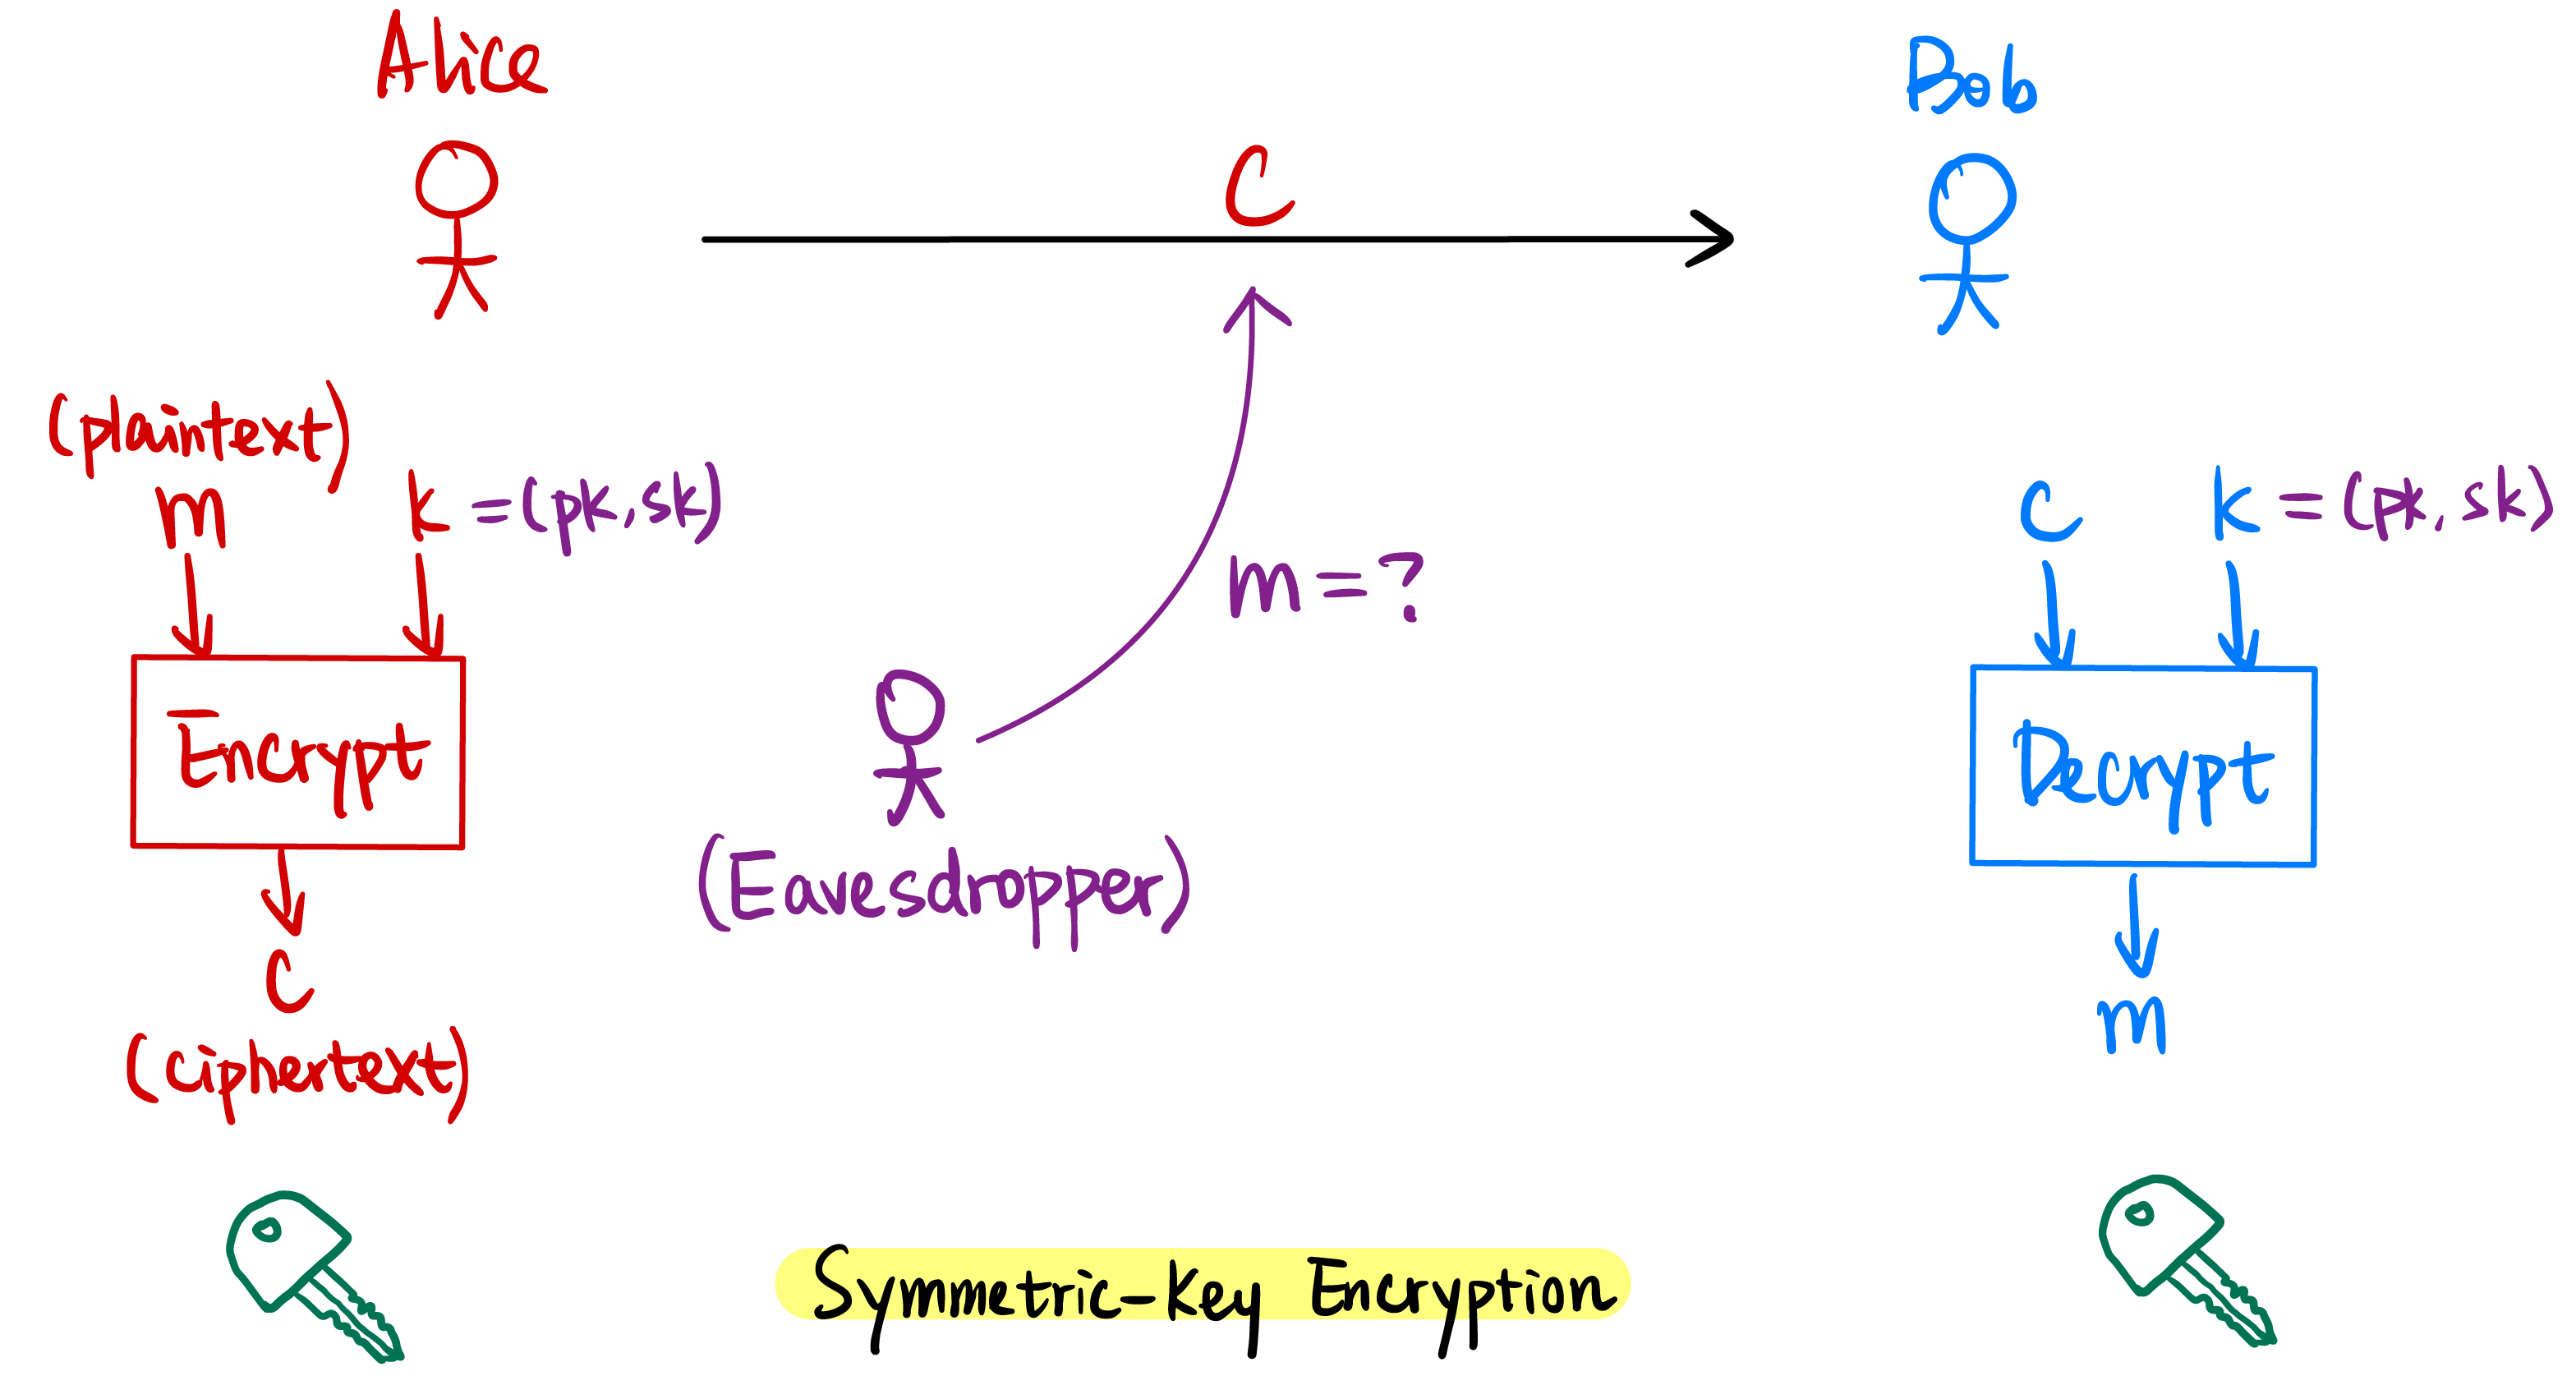 Alice
Bob
C
(plaintext)
m
k = (pk, sk)
C
k = (pk, sk)
m = ?
Encrypt
Decrypt
(Eavesdropper)
C
(ciphertext)
m
Symmetric-Key Encryption